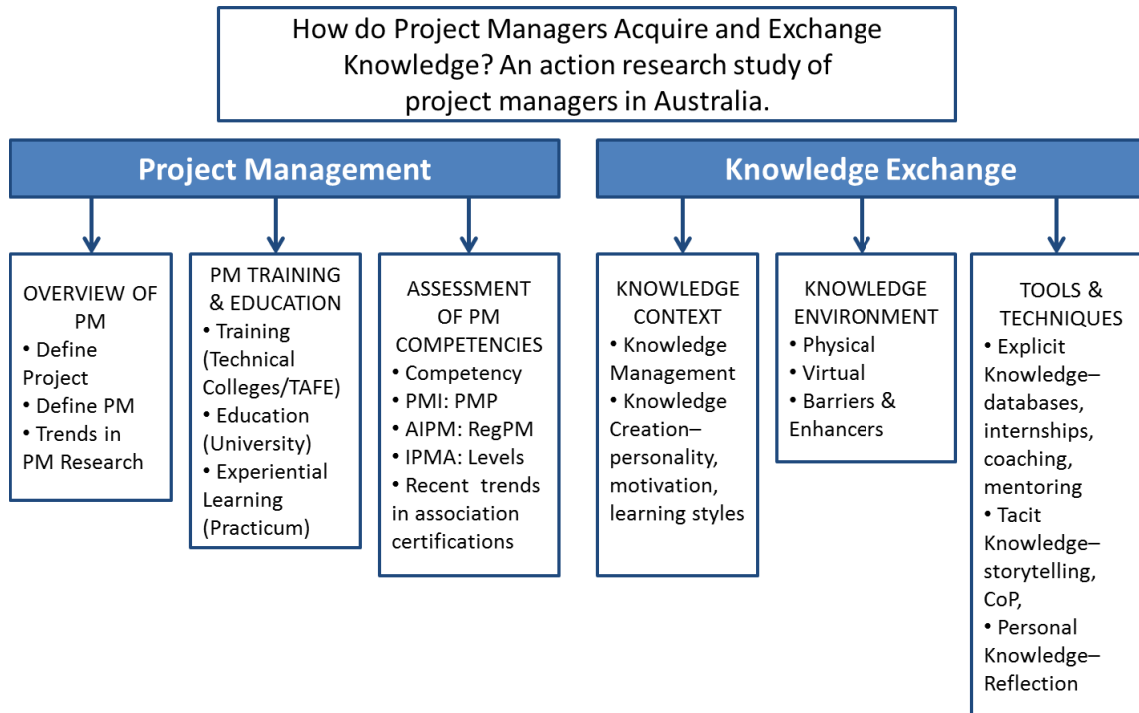 How do Project Managers Acquire and Exchange
Knowledge? An action research study of
project managers in Australia.
Project Management
Knowledge Exchange
OVERVIEW OF
PM
• Define
Project
• Define PM
• Trends in
PM Research
PM TRAINING
& EDUCATION
• Training
(Technical
Colleges/TAFE)
• Education
(University)
• Experiential
Learning
(Practicum)
ASSESSMENT
OF PM
COMPETENCIES
• Competency
• PMI: PMP
• AIPM: RegPM
• IPMA: Levels
• Recent trends
in association
certifications
KNOWLEDGE
CONTEXT
• Knowledge
Management
• Knowledge
Creation–
personality,
motivation,
learning styles
KNOWLEDGE
ENVIRONMENT
• Physical
• Virtual
• Barriers &
Enhancers
TOOLS &
TECHNIQUES
• Explicit
Knowledge–
databases,
internships,
coaching,
mentoring
• Tacit
Knowledge–
storytelling,
CoP,
• Personal
Knowledge–
Reflection